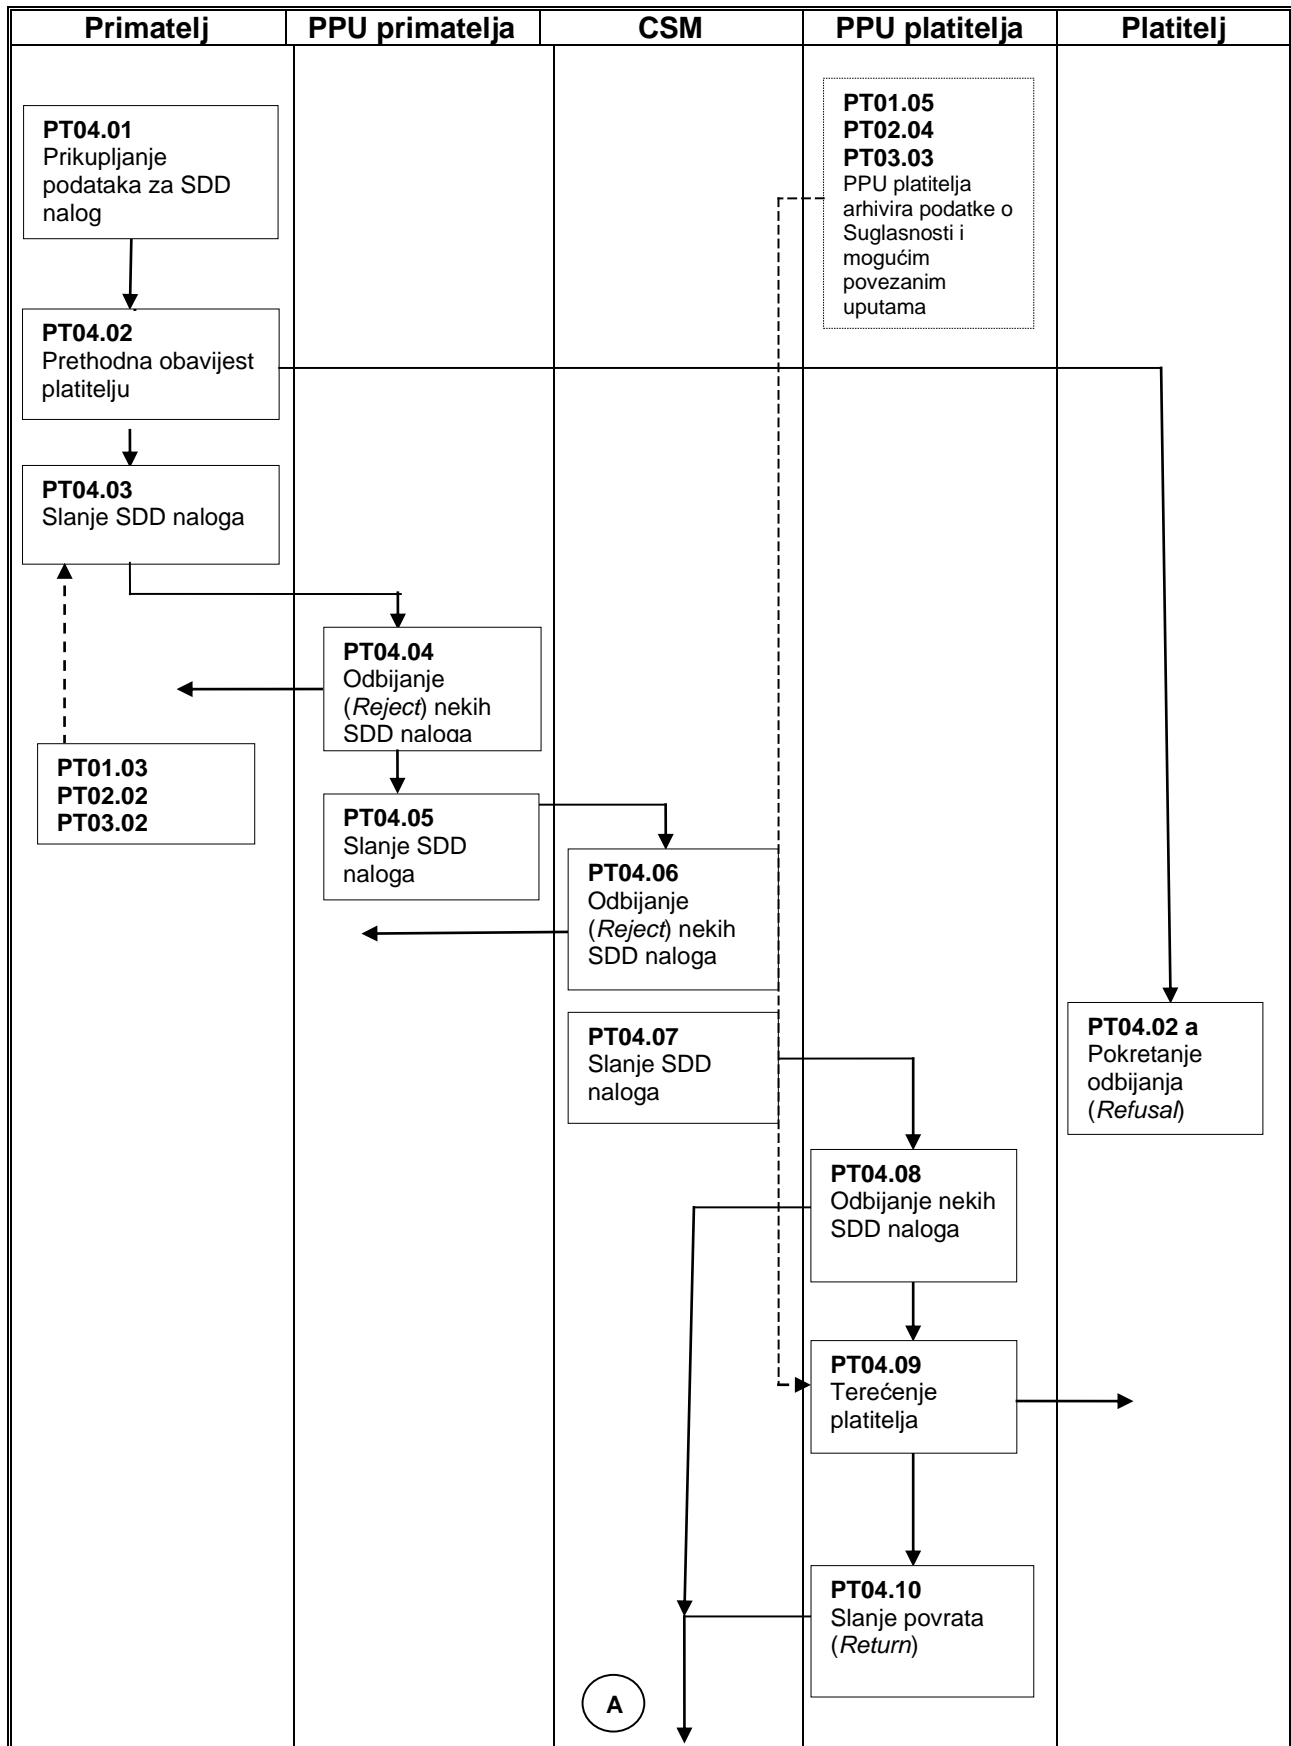 Primatelj
PPU primatelja
CSM
PPU platitelja
Platitelj
PT04.01
Prikupljanje
podataka za SDD
nalog
PT01.05
PT02.04
PT03.03
PPU platitelja
arhivira podatke o
Suglasnosti i
mogućim
povezanim
uputama
PT04.02
Prethodna obavijest
platitelju
PT04.03
Slanje SDD naloga
PT04.04
Odbijanje
(Reject) nekih
SDD naloga
PT01.03
PT02.02
PT03.02
PT04.05
Slanje SDD
naloga
PT04.06
Odbijanje
(Reject) nekih
SDD naloga
PT04.07
Slanje SDD
naloga
PT04.02 a
Pokretanje
odbijanja
(Refusal)
PT04.08
Odbijanje nekih
SDD naloga
PT04.09
Terećenje
platitelja
PT04.10
Slanje povrata
(Return)
A